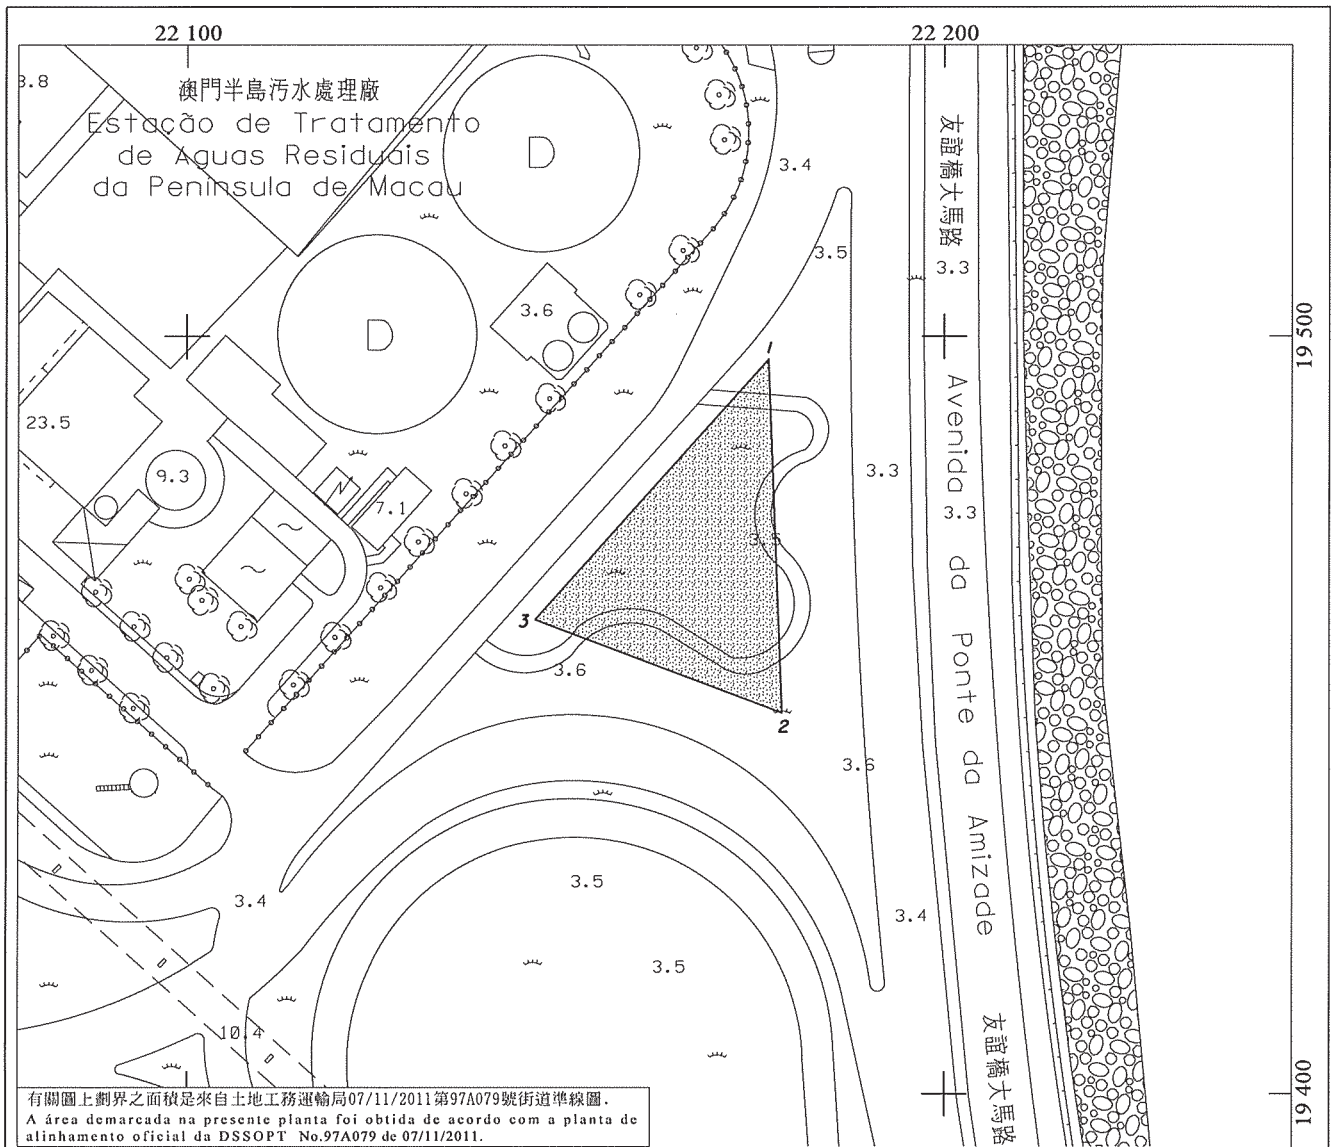 22 100
22 200
3.8
澳門半島污水處理廠
Estação de Tratamento
de Aguas Residuais
da Peninsula de Macau
D
D
3.4
3.5
友誼橋大馬路
3.3
3.6
19 500
1
23.5
9.3
7.1
3.3
3.3
3.5
3
3.6
2
3.6
Avenida da Ponte da Amizade
3.5
3.4
3.4
3.5
10.4
友誼橋大馬路
19 400
有關圖上劃界之面積是來自土地工務運輸局07/11/2011第97A079號街道準線圖.
A área demarcada na presente planta foi obtida de acordo com a planta de
alinhamento oficial da DSSOPT No.97A079 de 07/11/2011.